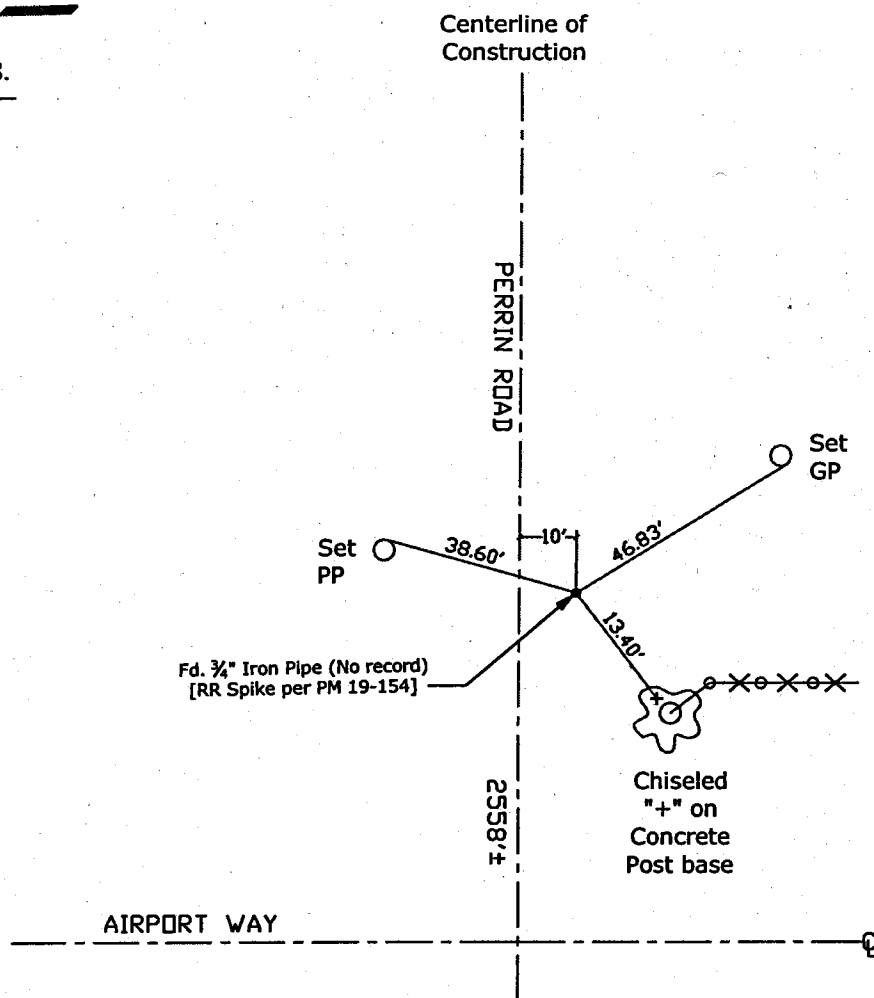 Centerline of
Construction
PERRIN ROAD
Set
GP
10'
46.83'
38.60'
Set
PP
13.40'
Fd. ¾" Iron Pipe (No record)
[RR Spike per PM 19-154]
Chiseled
"+" on
Concrete
Post base
2558'±
AIRPORT WAY